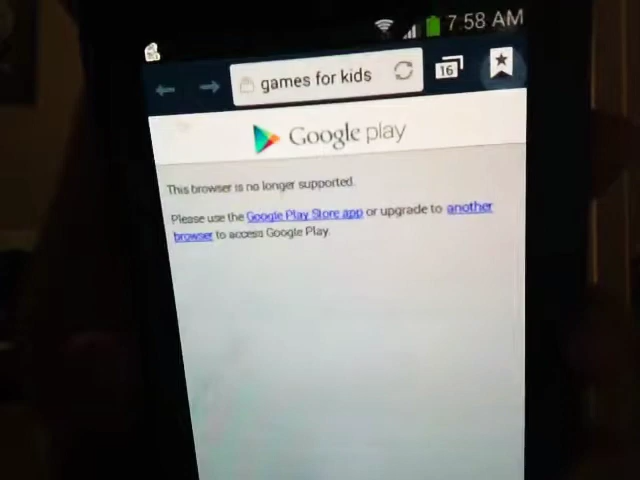 7:58 AM
games for kids
16
Google play
This browser is no longer supported.
Please use the Google Play Store app or upgrade to another
browser to access Google Play.